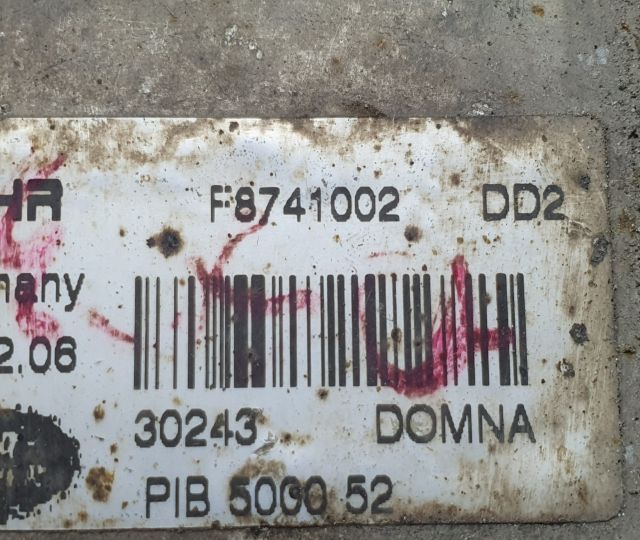 HR F8741002 DD2
many
2.06
30243 DOMNA
PIB 5000 52